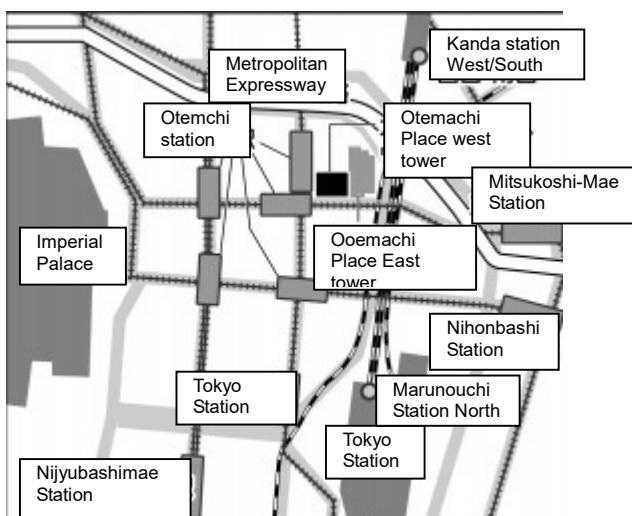 Kanda station
West/South
Metropolitan
Expressway
Otemchi
station
Otemachi
Place west
tower
Mitsukoshi-Mae
Station
Imperial
Palace
Ooemachi
Place East
tower
Nihonbashi
Station
Tokyo
Station
Marunouchi
Station North
Tokyo
Station
Nijyubashimae
Station